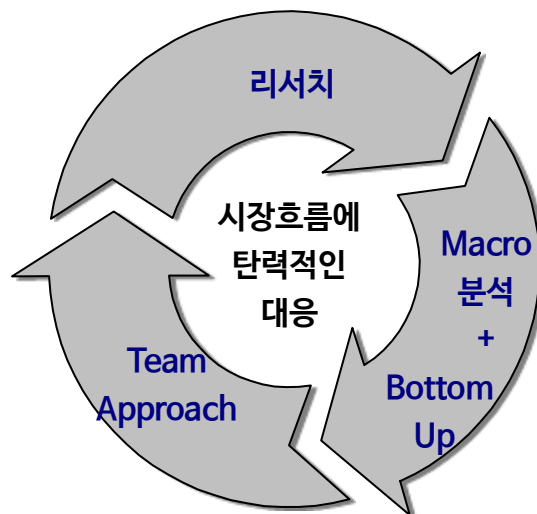 리서치
시장흐름에
탄력적인
대응
Macro
분석
+
Bottom
Up
Team
Approach